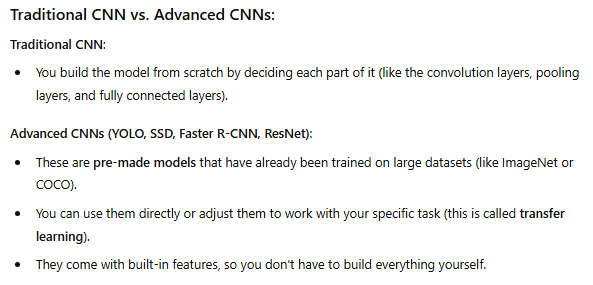 Traditional CNN vs. Advanced CNNs:
Traditional CNN:
• You build the model from scratch by deciding each part of it (like the convolution layers, pooling
layers, and fully connected layers).
Advanced CNNs (YOLO, SSD, Faster R-CNN, ResNet):
• These are pre-made models that have already been trained on large datasets (like ImageNet or
COCO).
• You can use them directly or adjust them to work with your specific task (this is called transfer
learning).
• They come with built-in features, so you don't have to build everything yourself.